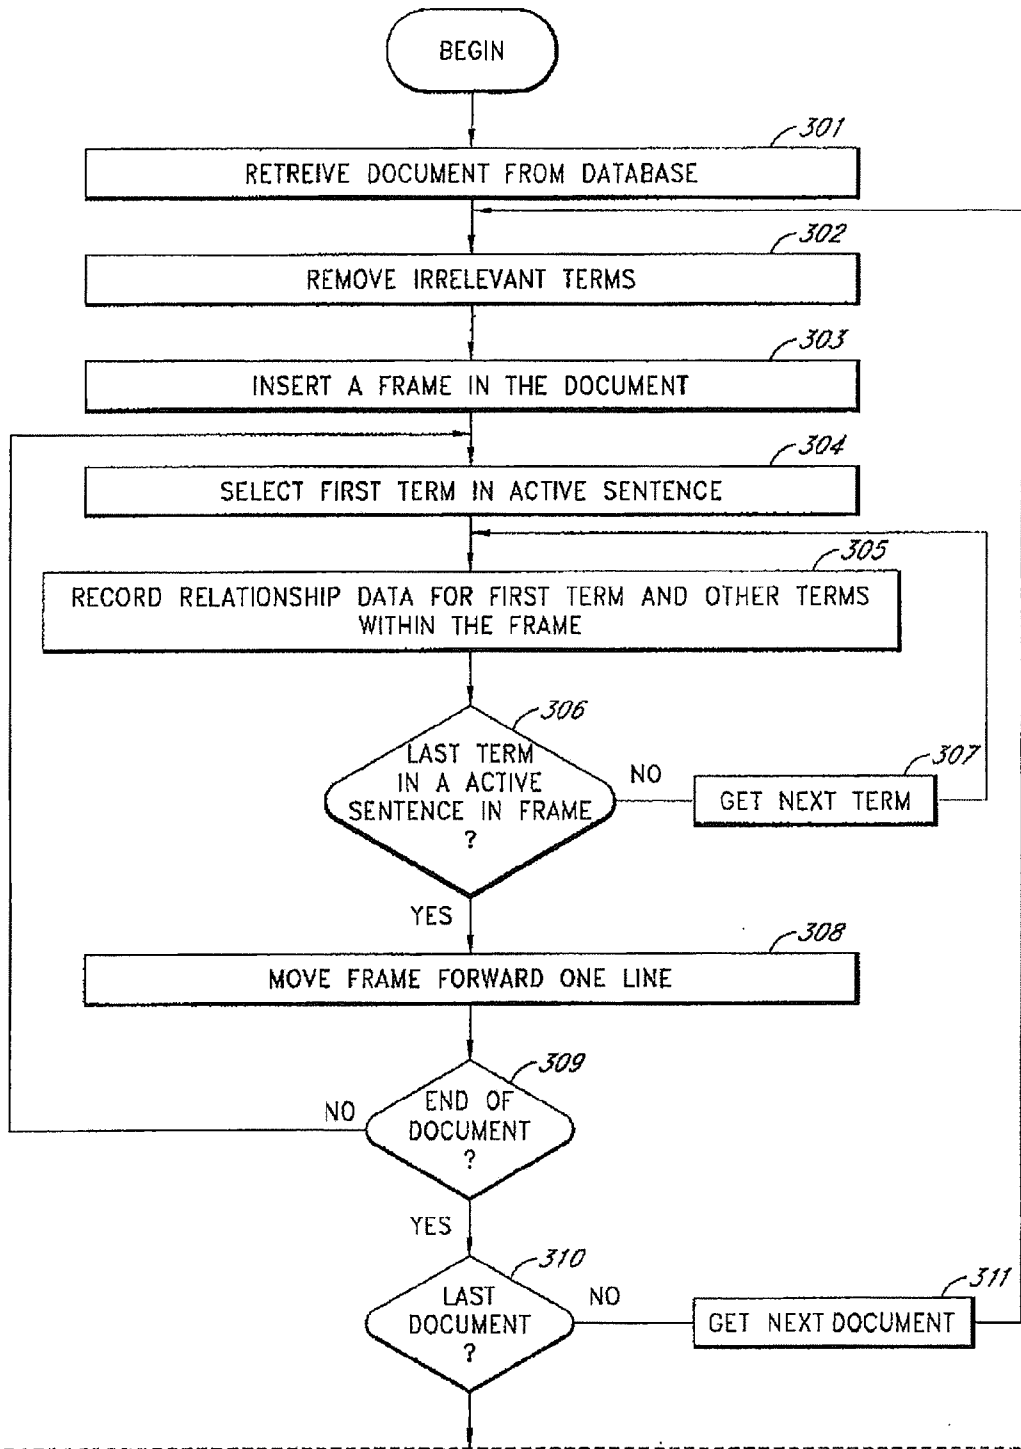 BEGIN
301
RETREIVE DOCUMENT FROM DATABASE
302
REMOVE IRRELEVANT TERMS
303
INSERT A FRAME IN THE DOCUMENT
304
SELECT FIRST TERM IN ACTIVE SENTENCE
305
RECORD RELATIONSHIP DATA FOR FIRST TERM AND OTHER TERMS
WITHIN THE FRAME
306
LAST TERM
IN A ACTIVE
SENTENCE IN FRAME
?
NO
307
GET NEXT TERM
YES
308
MOVE FRAME FORWARD ONE LINE
309
END OF
DOCUMENT
?
NO
YES
310
LAST
DOCUMENT
?
NO
311
GET NEXT DOCUMENT